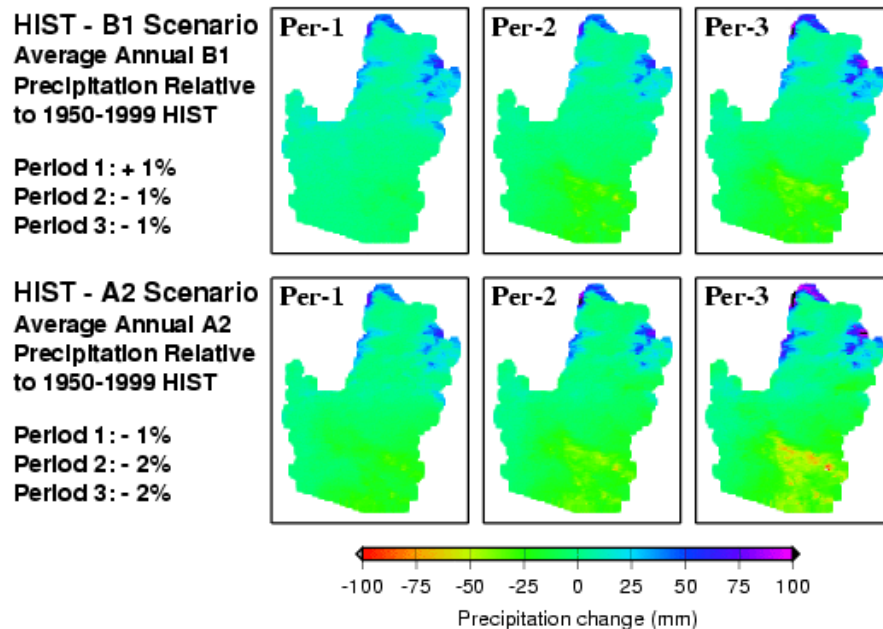 HIST - B1 Scenario
Average Annual B1
Precipitation Relative
to 1950-1999 HIST
Period 1: + 1%
Period 2: - 1%
Period 3: - 1%
Per-1
Per-2
Per-3
HIST - A2 Scenario
Average Annual A2
Precipitation Relative
to 1950-1999 HIST
Period 1: - 1%
Period 2: - 2%
Period 3: - 2%
Per-1
Per-2
Per-3
-100 -75 -50 -25 0 25 50 75 100
Precipitation change (mm)